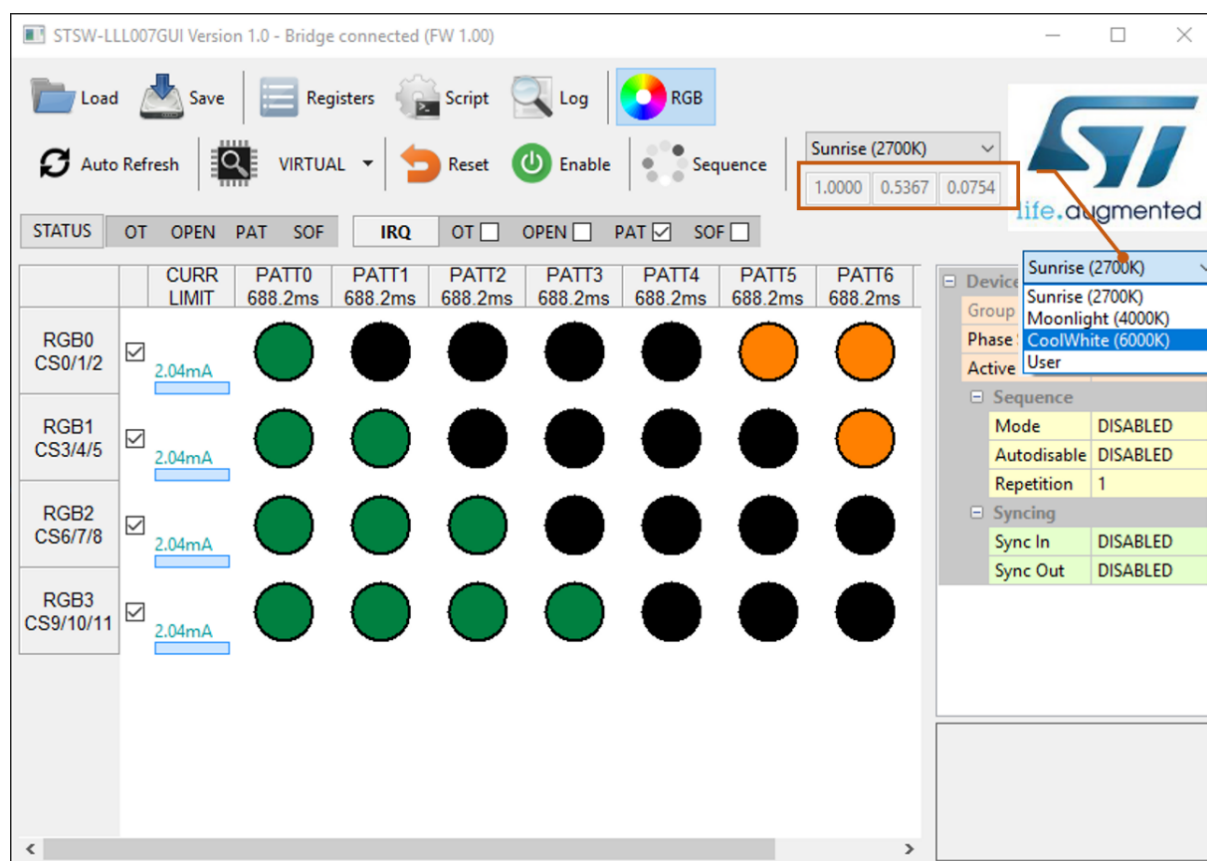 STSW-LLL007GUI Version 1.0 - Bridge connected (FW 1.00)
Load Save Registers Script Log RGB
Auto Refresh VIRTUAL Reset Enable Sequence
Sunrise (2700K)
1.0000 0.5367 0.0754
ST
life.augmented
STATUS OT OPEN PAT SOF IRQ OT OPEN PAT SOF
CURR LIMIT
PATT0 688.2ms
PATT1 688.2ms
PATT2 688.2ms
PATT3 688.2ms
PATT4 688.2ms
PATT5 688.2ms
PATT6 688.2ms
RGB0
CS0/1/2
2.04mA
RGB1
CS3/4/5
2.04mA
RGB2
CS6/7/8
2.04mA
RGB3
CS9/10/11
2.04mA
Sunrise (2700K)
Sunrise (2700K)
Moonlight (4000K)
CoolWhite (6000K)
User
Device
Group
Phase
Active
Sequence
Mode DISABLED
Autodisable DISABLED
Repetition 1
Syncing
Sync In DISABLED
Sync Out DISABLED